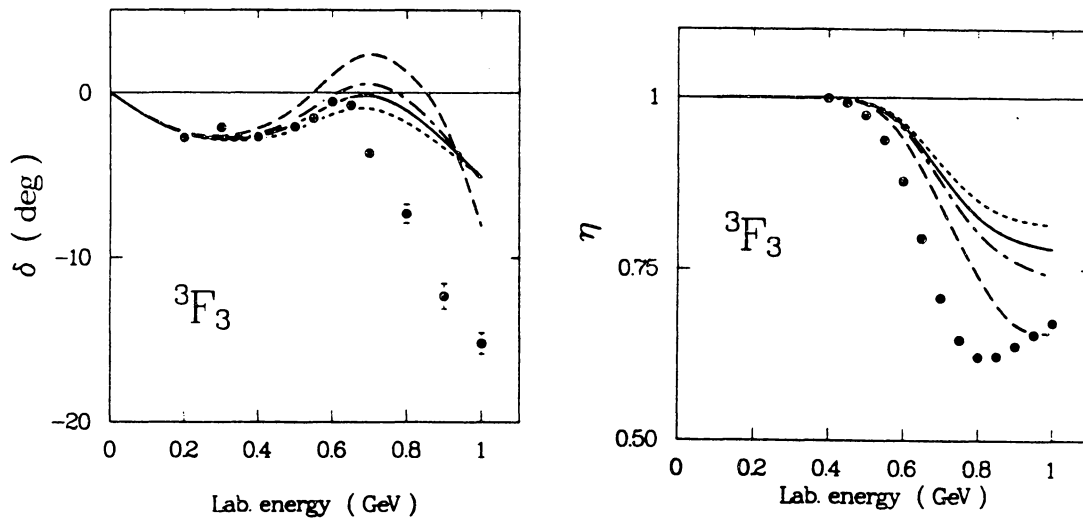 0
-10
-20
δ ( deg )
³F₃
0 0.2 0.4 0.6 0.8 1
Lab. energy ( GeV )
1
0.75
0.50
η
³F₃
0 0.2 0.4 0.6 0.8 1
Lab. energy ( GeV )